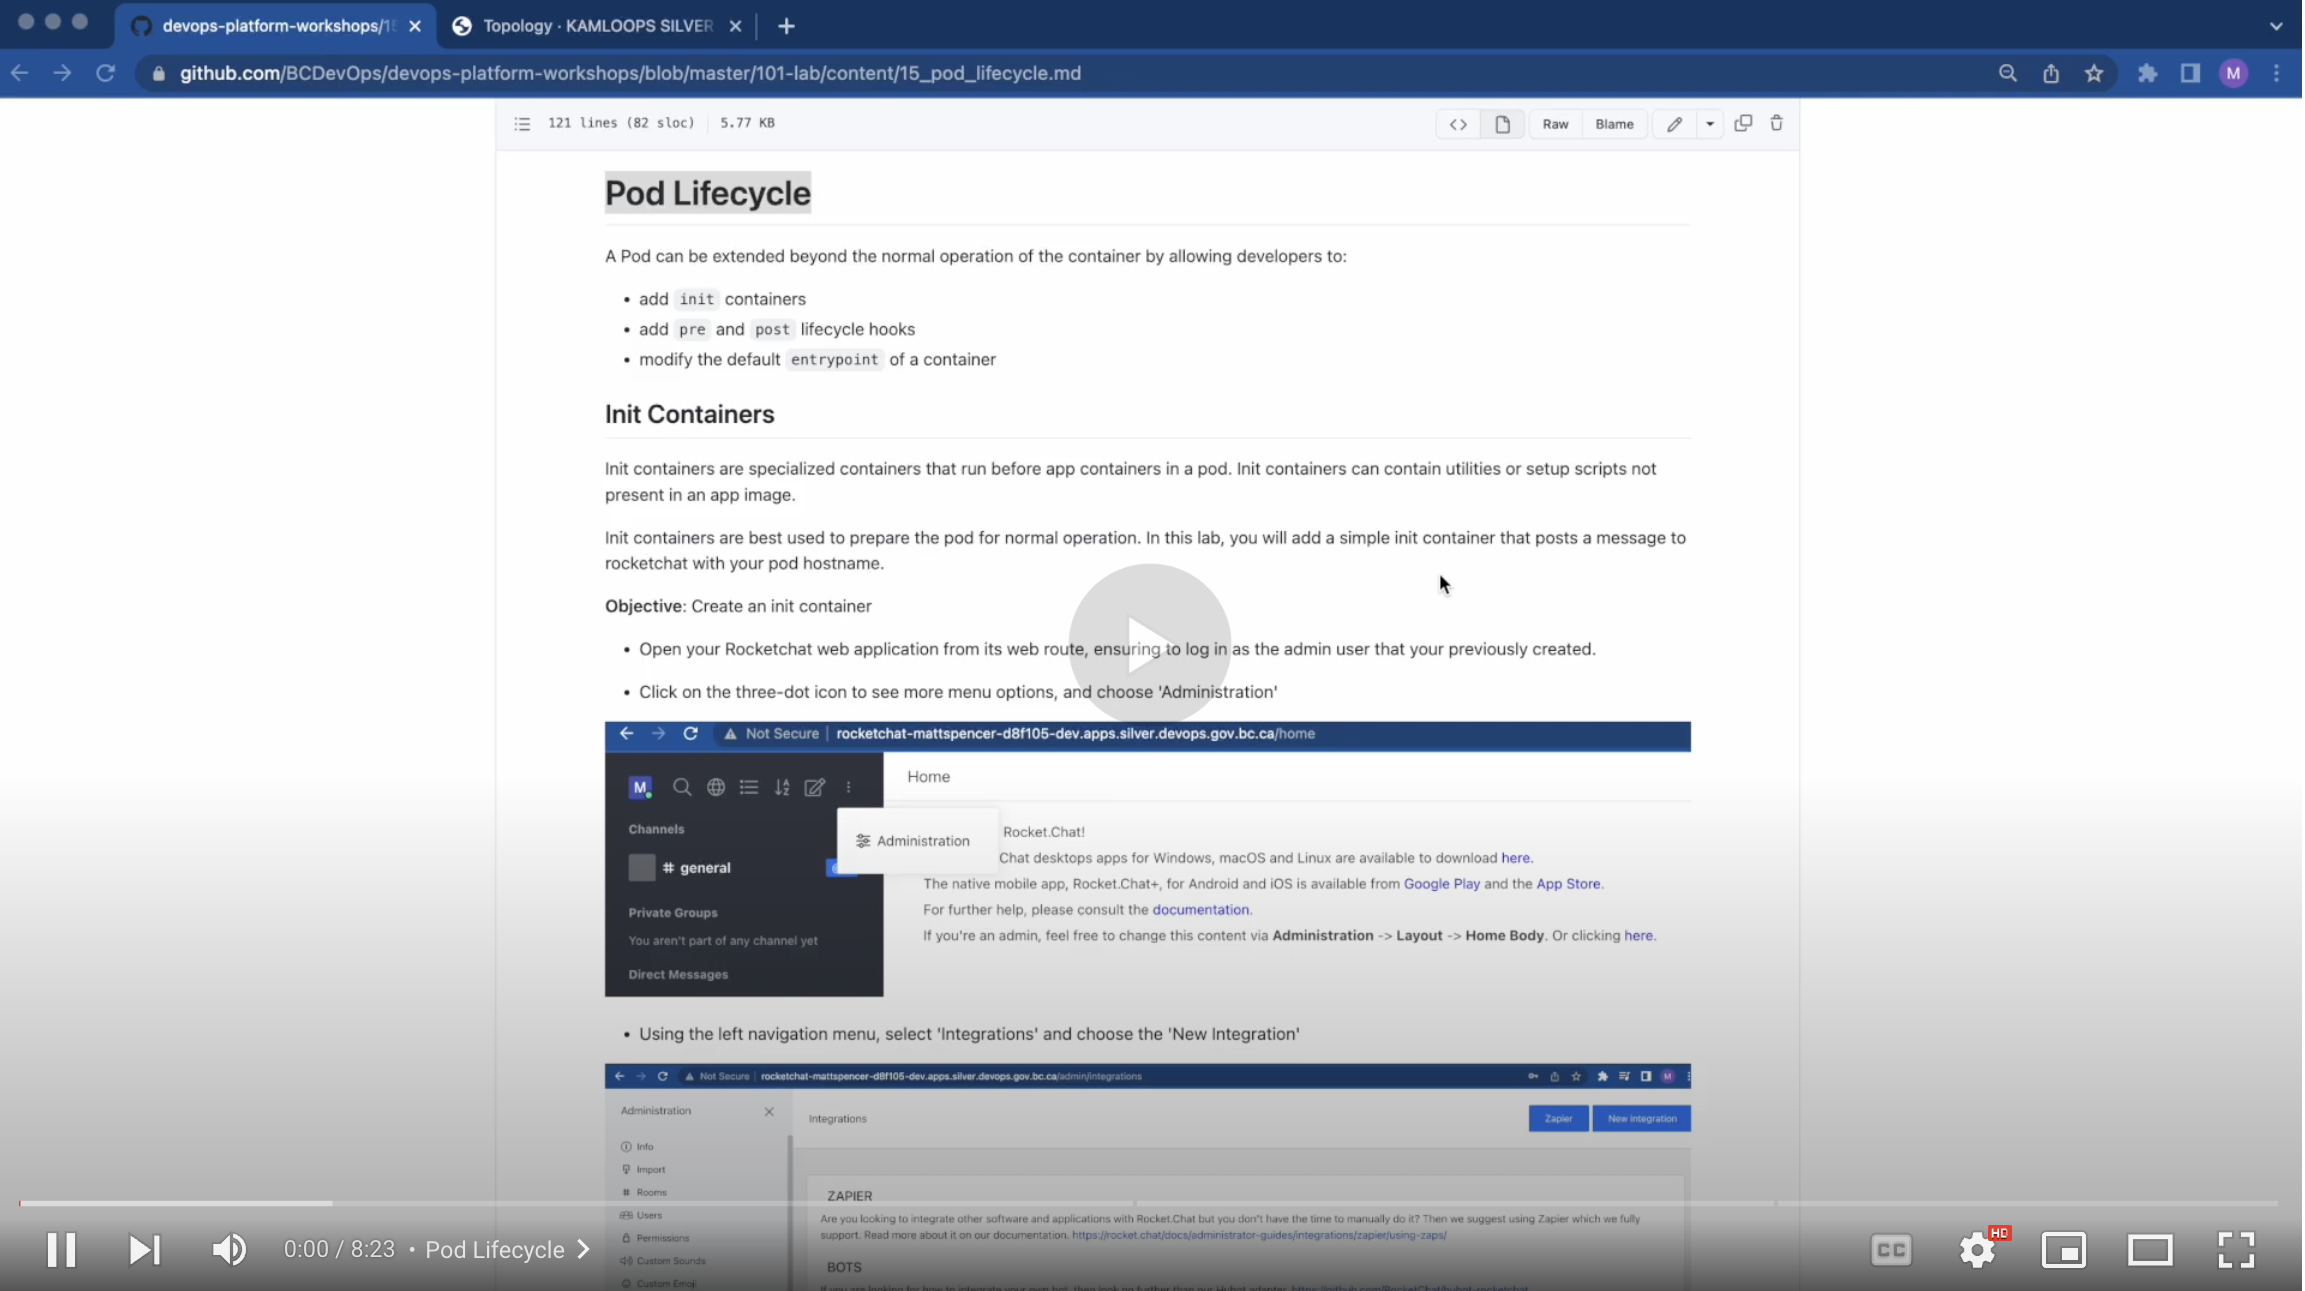 devops-platform-workshops/15
Topology · KAMLOOPS SILVER
github.com/BCDevOps/devops-platform-workshops/blob/master/101-lab/content/15_pod_lifecycle.md
M
121 lines (82 sloc) 5.77 KB
Raw Blame
Pod Lifecycle
A Pod can be extended beyond the normal operation of the container by allowing developers to:
• add init containers
• add pre and post lifecycle hooks
• modify the default entrypoint of a container
Init Containers
Init containers are specialized containers that run before app containers in a pod. Init containers can contain utilities or setup scripts not
present in an app image.
Init containers are best used to prepare the pod for normal operation. In this lab, you will add a simple init container that posts a message to
rocketchat with your pod hostname.
Objective: Create an init container
• Open your Rocketchat web application from its web route, ensuring to log in as the admin user that your previously created.
• Click on the three-dot icon to see more menu options, and choose 'Administration'
Not Secure rocketchat-mattspencer-d8f105-dev.apps.silver.devops.gov.bc.ca/home
M
Home
Channels
Administration
Rocket.Chat!
# general
Chat desktops apps for Windows, macOS and Linux are available to download here.
The native mobile app, Rocket.Chat+, for Android and iOS is available from Google Play and the App Store.
Private Groups
For further help, please consult the documentation.
You aren't part of any channel yet
If you're an admin, feel free to change this content via Administration -> Layout -> Home Body. Or clicking here.
Direct Messages
• Using the left navigation menu, select 'Integrations' and choose the 'New Integration'
Not Secure rocketchat-mattspencer-d8f105-dev.apps.silver.devops.gov.bc.ca/admin/integrations
M
Administration
Integrations
Zapier
New integration
Info
Import
Rooms
Users
Permissions
Custom Sounds
Custom Emoji
ZAPIER
Are you looking to integrate other software and applications with Rocket.Chat but you don't have the time to manually do it? Then we suggest using Zapier which we fully
support. Read more about it on our documentation. https://rocket.chat/docs/administrator-guides/integrations/zapier/using-zaps/
BOTS
0:00 / 8:23 • Pod Lifecycle
CC
HD